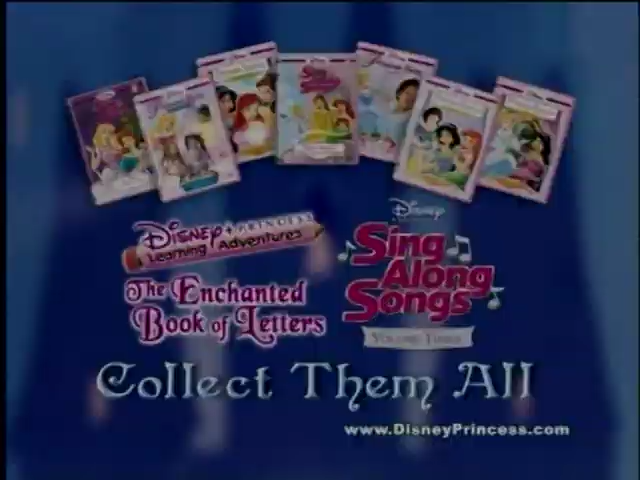 DISNEY PRINCESS
Learning Adventures
The Enchanted
Book of Letters
Disney
Sing
Along
Songs
VOLUME THREE
Collect Them All
www.DisneyPrincess.com